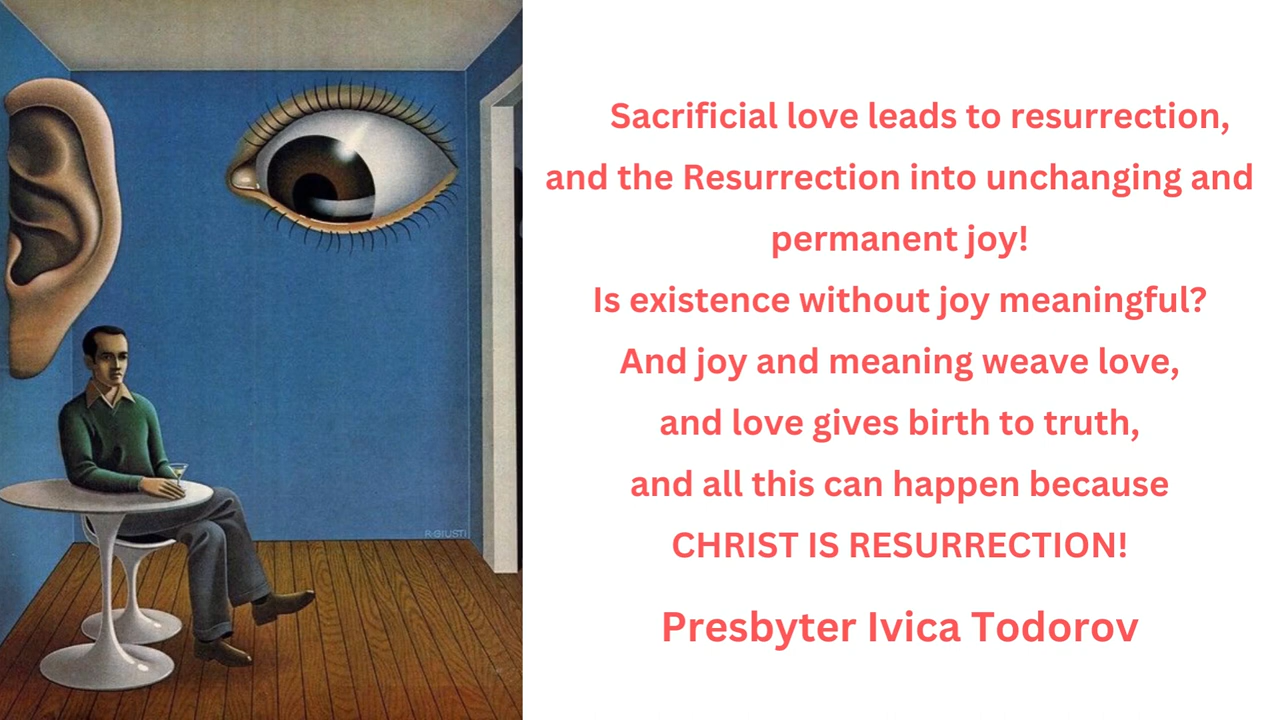 Sacrificial love leads to resurrection,
and the Resurrection into unchanging and
permanent joy!
Is existence without joy meaningful?
And joy and meaning weave love,
and love gives birth to truth,
and all this can happen because
CHRIST IS RESURRECTION!
Presbyter Ivica Todorov
R·GIUSTI